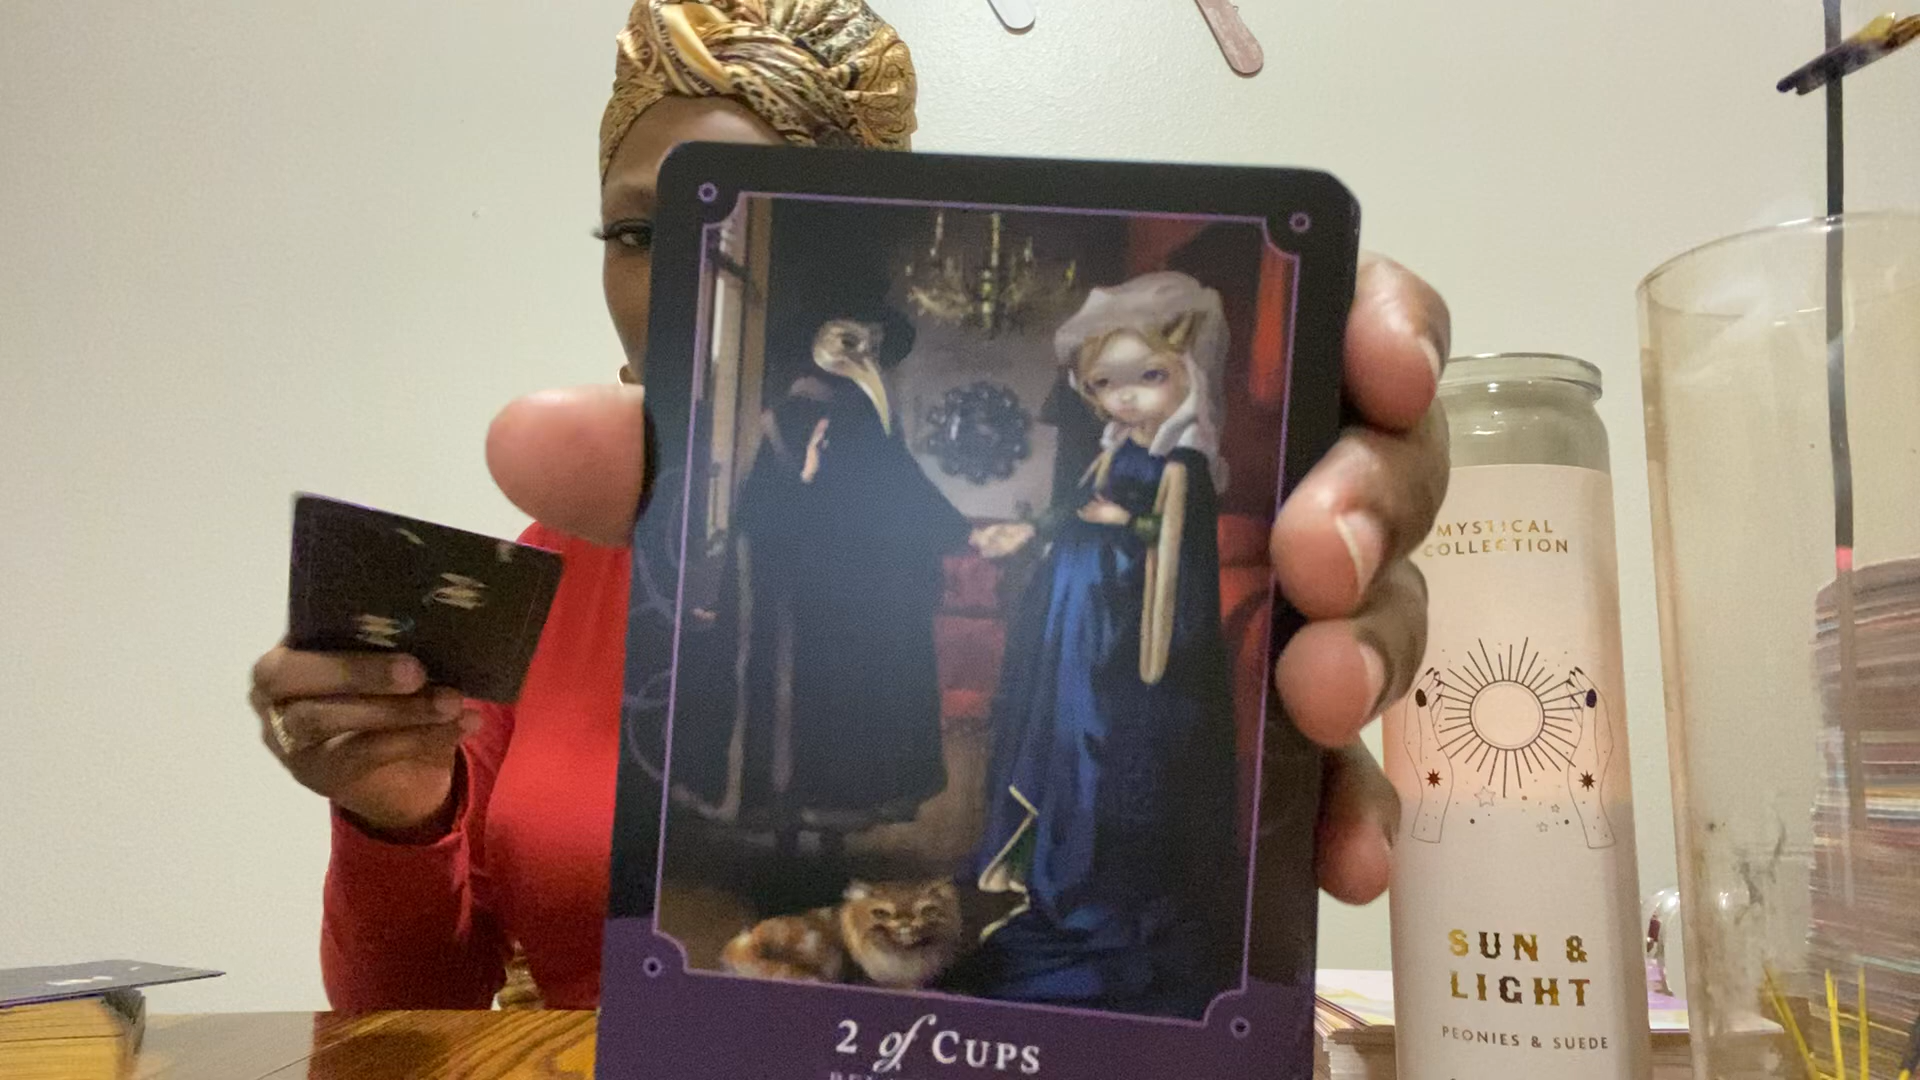 MYSTICAL
COLLECTION
SUN &
LIGHT
PEONIES & SUEDE
2 of CUPS